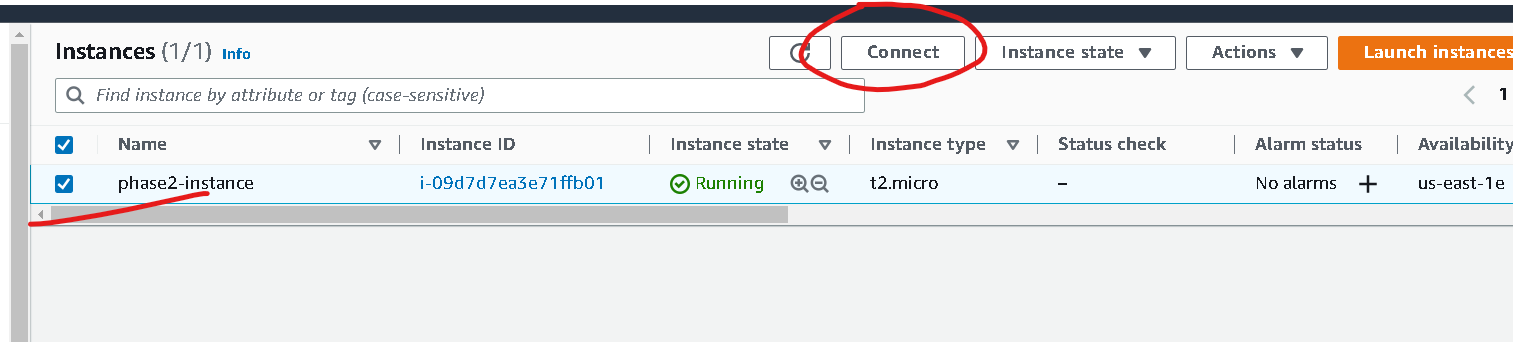 Instances (1/1) Info
Connect
Instance state
Actions
Launch instances
Find instance by attribute or tag (case-sensitive)
1
Name Instance ID Instance state Instance type Status check Alarm status Availability
phase2-instance i-09d7d7ea3e71ffb01 Running t2.micro – No alarms + us-east-1e